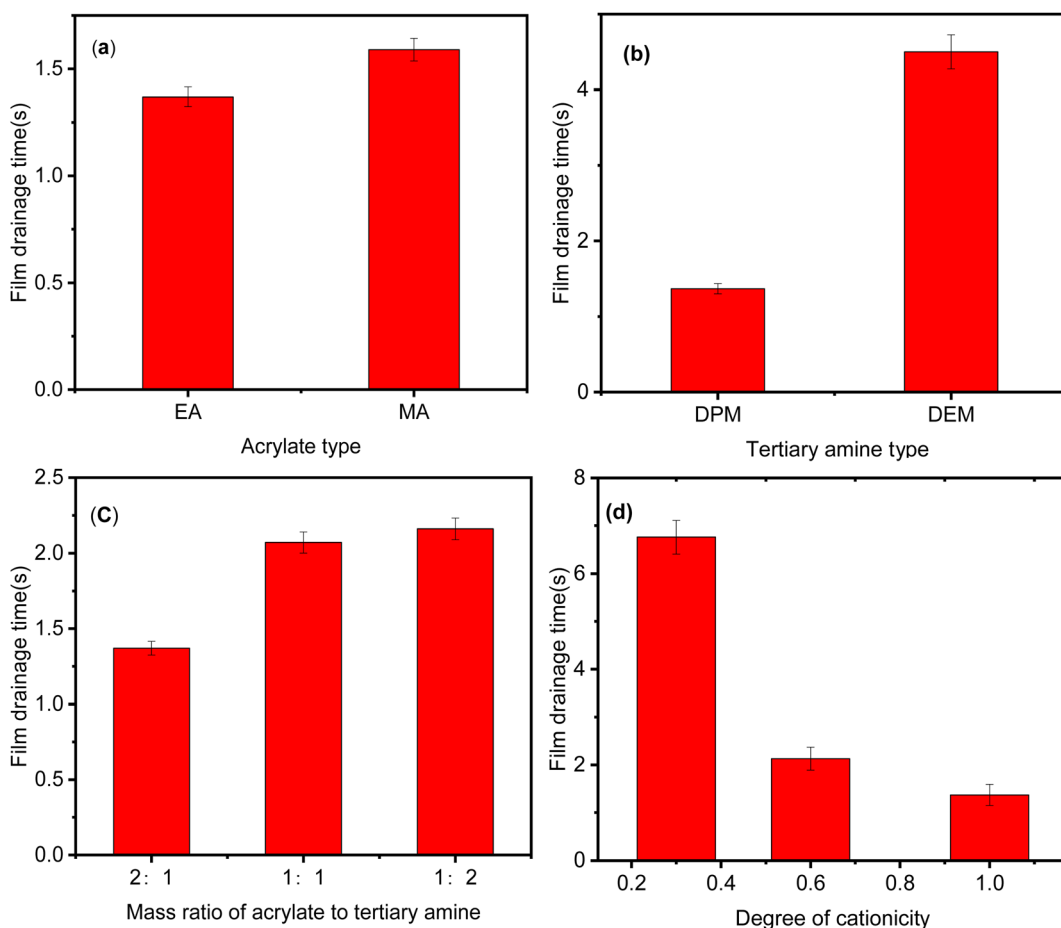 (a)
Film drainage time(s)
1.5
1.0
0.5
0.0
EA MA
Acrylate type
(b)
Film drainage time(s)
4
2
0
DPM DEM
Tertiary amine type
(C)
Film drainage time(s)
2.5
2.0
1.5
1.0
0.5
0.0
2: 1 1: 1 1: 2
Mass ratio of acrylate to tertiary amine
(d)
Film drainage time(s)
8
6
4
2
0
0.2 0.4 0.6 0.8 1.0
Degree of cationicity